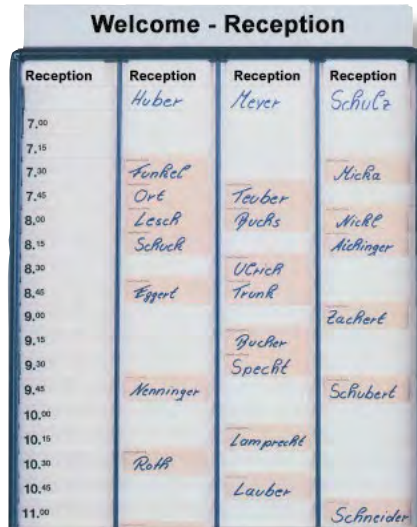 Welcome - Reception
Reception Reception Reception Reception
Huber Meyer Schulz
7.00
7.15
7.30 Funkel Micka
7.45 Ort Teuber
8.00 Lesch Buchs Nickl
8.15 Schuck Aichinger
8.30 Ulrich
8.45 Eggert Trunk
9.00 Zachert
9.15 Bucher
9.30 Specht
9.45 Nenninger Schubert
10.00
10.15 Lamprecht
10.30 Roth
10.45 Lauber
11.00 Schneider